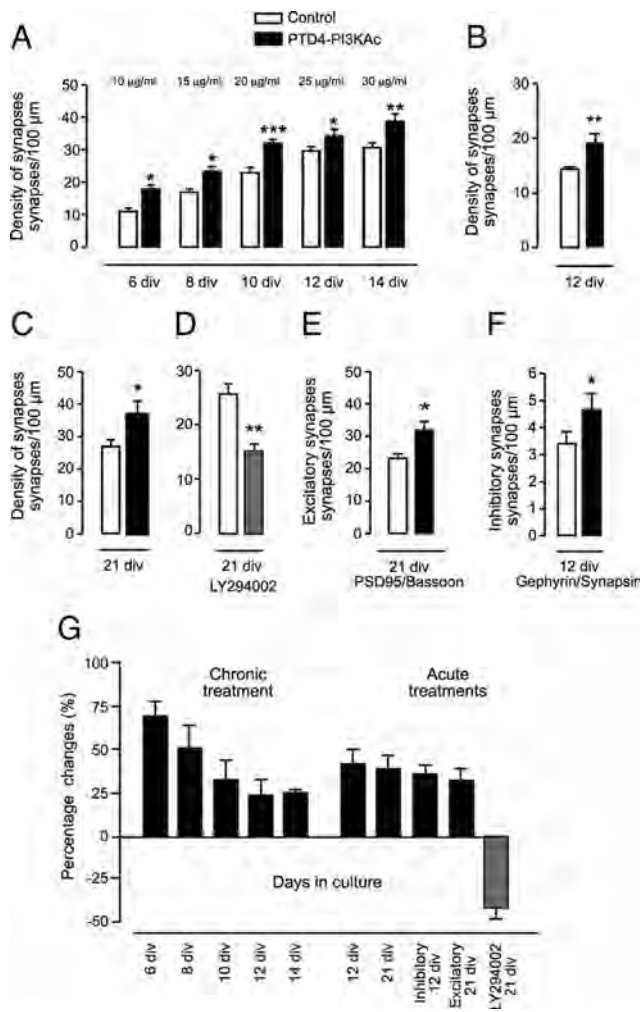 Control
PTD4-PI3KAc
A
B
10 µg/ml 15 µg/ml 20 µg/ml 25 µg/ml 30 µg/ml
Density of synapses
synapses/100 µm
50
40
30
20
10
* * *** * **
6 div 8 div 10 div 12 div 14 div
Density of synapses
synapses/100 µm
30
20
10
0
**
12 div
C
D
E
F
Density of synapses
synapses/100 µm
50
40
30
20
10
0
*
21 div
30
20
10
0
**
21 div
LY294002
Excitatory synapses
synapses/100 µm
50
40
30
20
10
0
*
21 div
PSD95/Bassoon
Inhibitory synapses
synapses/100 µm
6
5
4
3
2
1
0
*
12 div
Gephyrin/Synapsin
G
Percentage changes (%)
100
75
50
25
0
-25
-50
Chronic
treatment
Acute
treatments
Days in culture
6 div
8 div
10 div
12 div
14 div
12 div
21 div
Inhibitory
12 div
Excitatory
21 div
LY294002
21 div